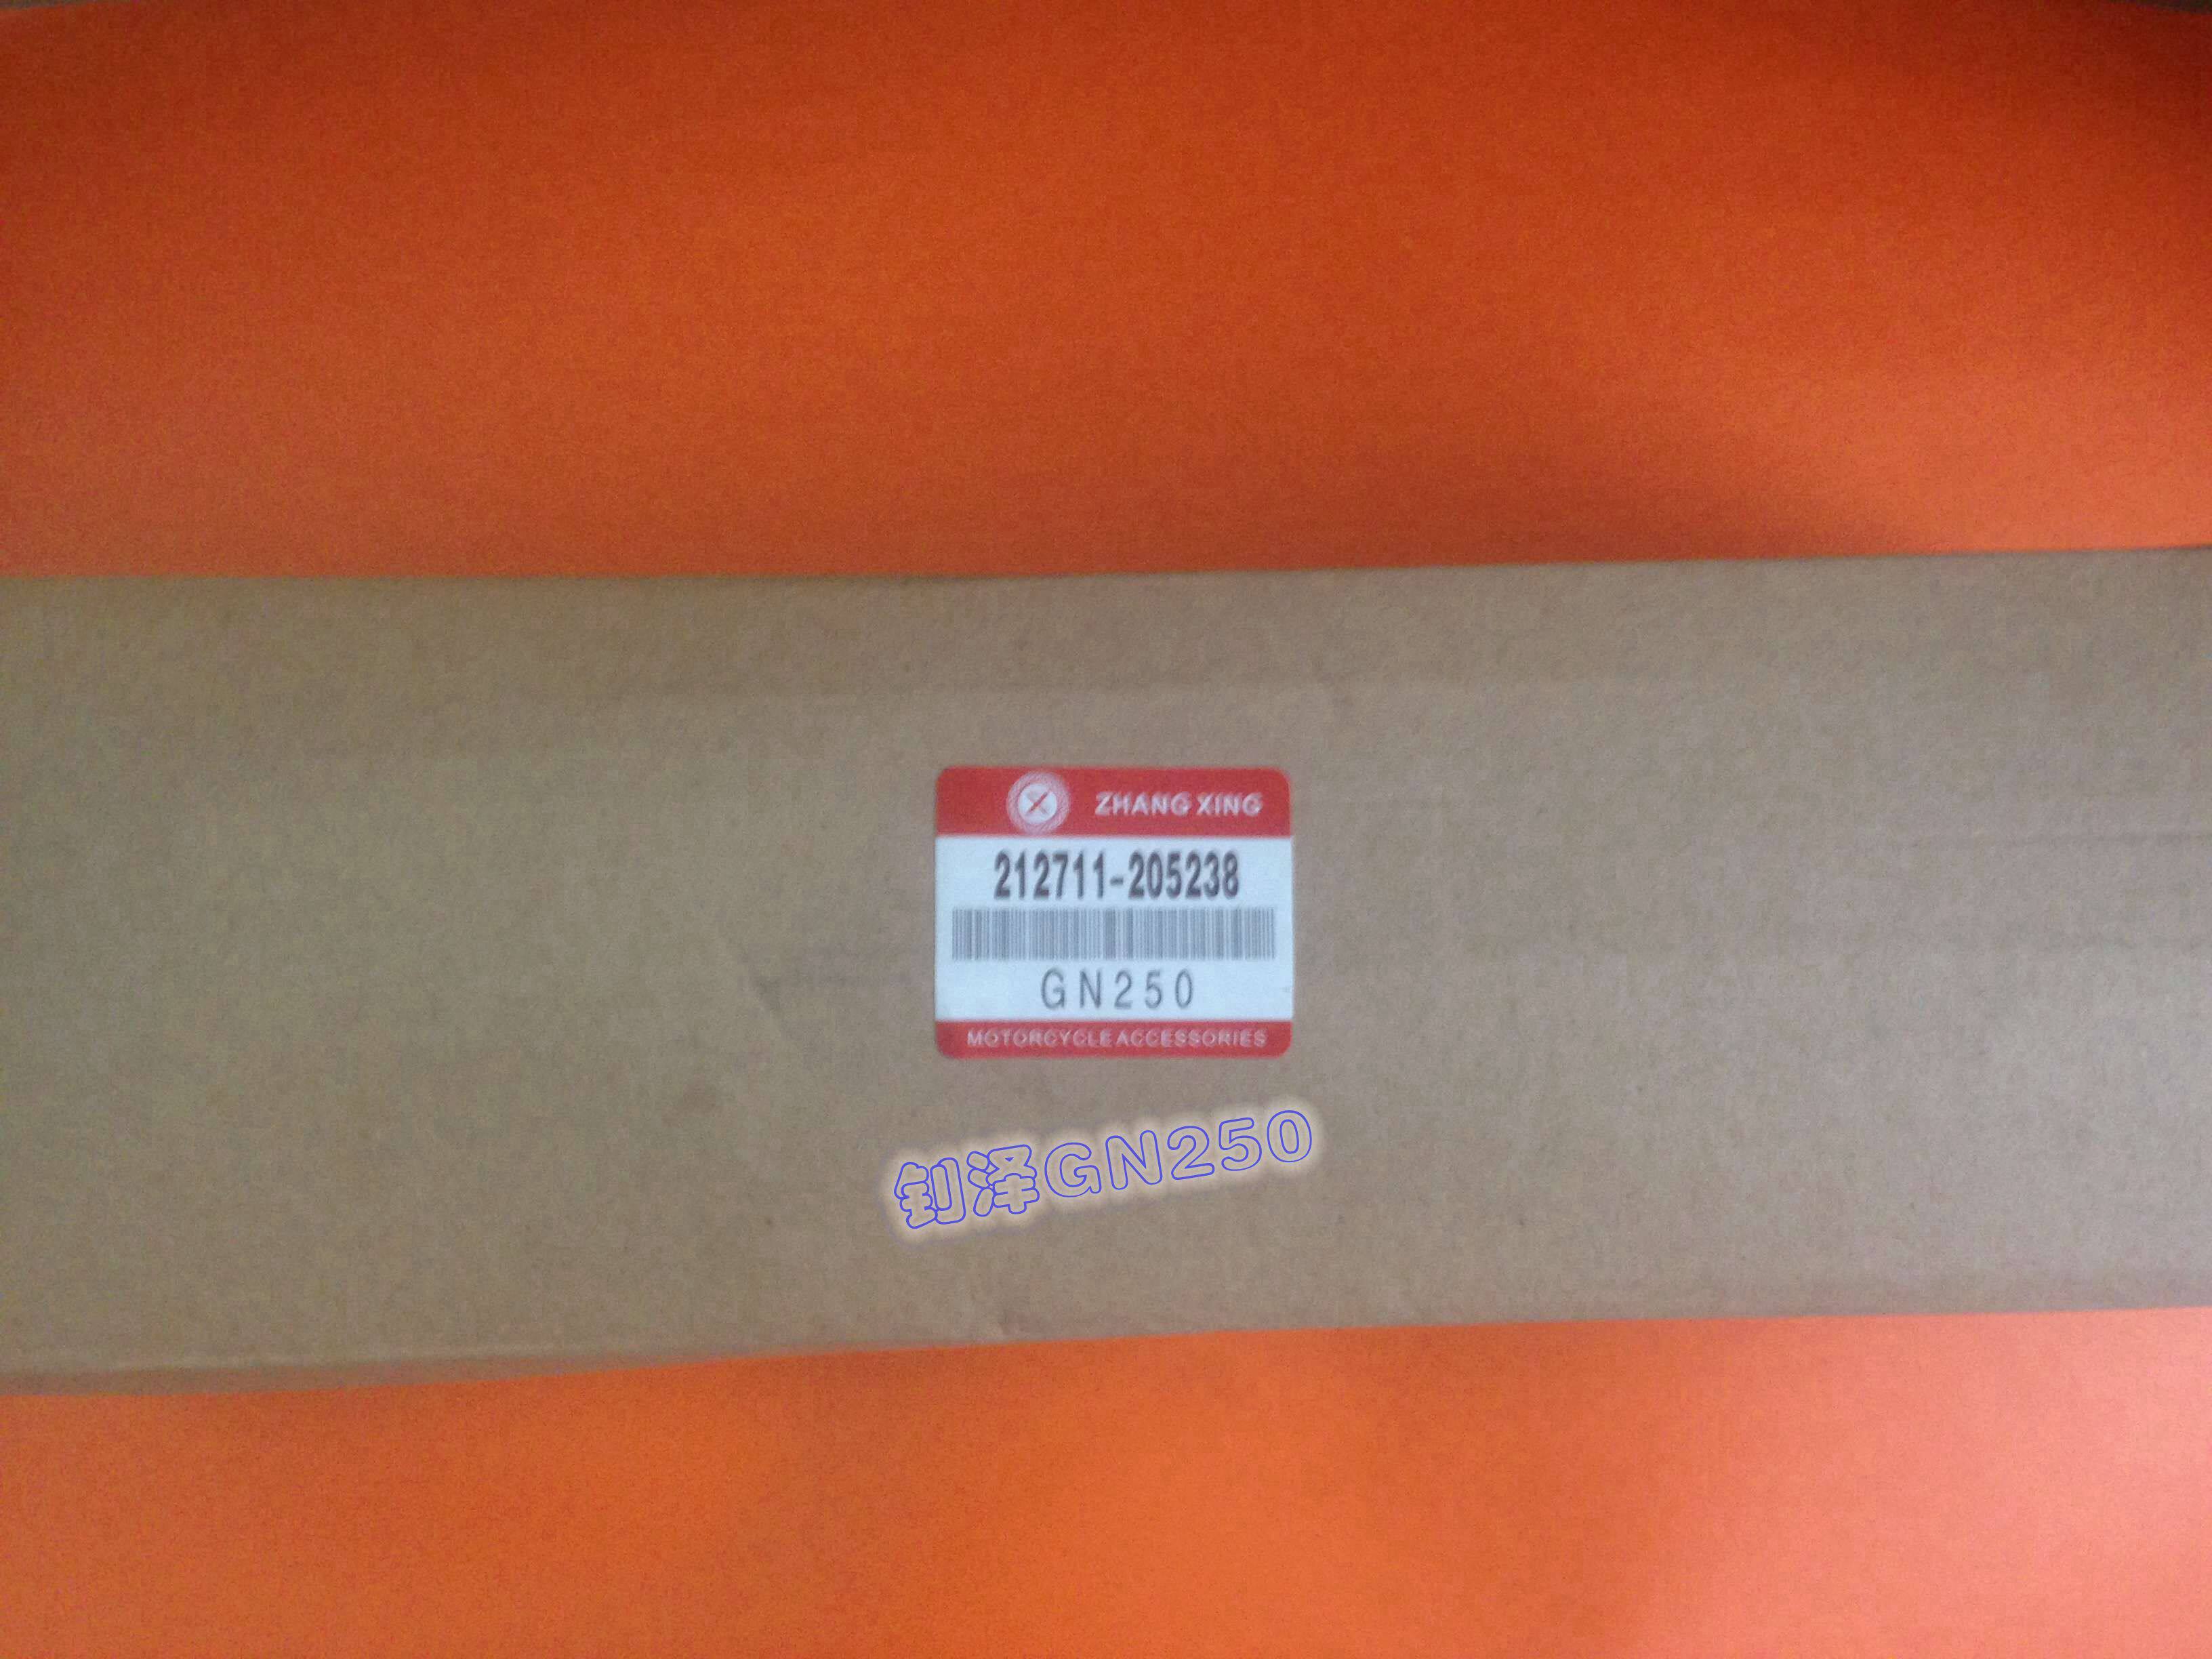 ZHANG XING
212711-205238
GN250
MOTORCYCLE ACCESSORIES
钊泽GN250